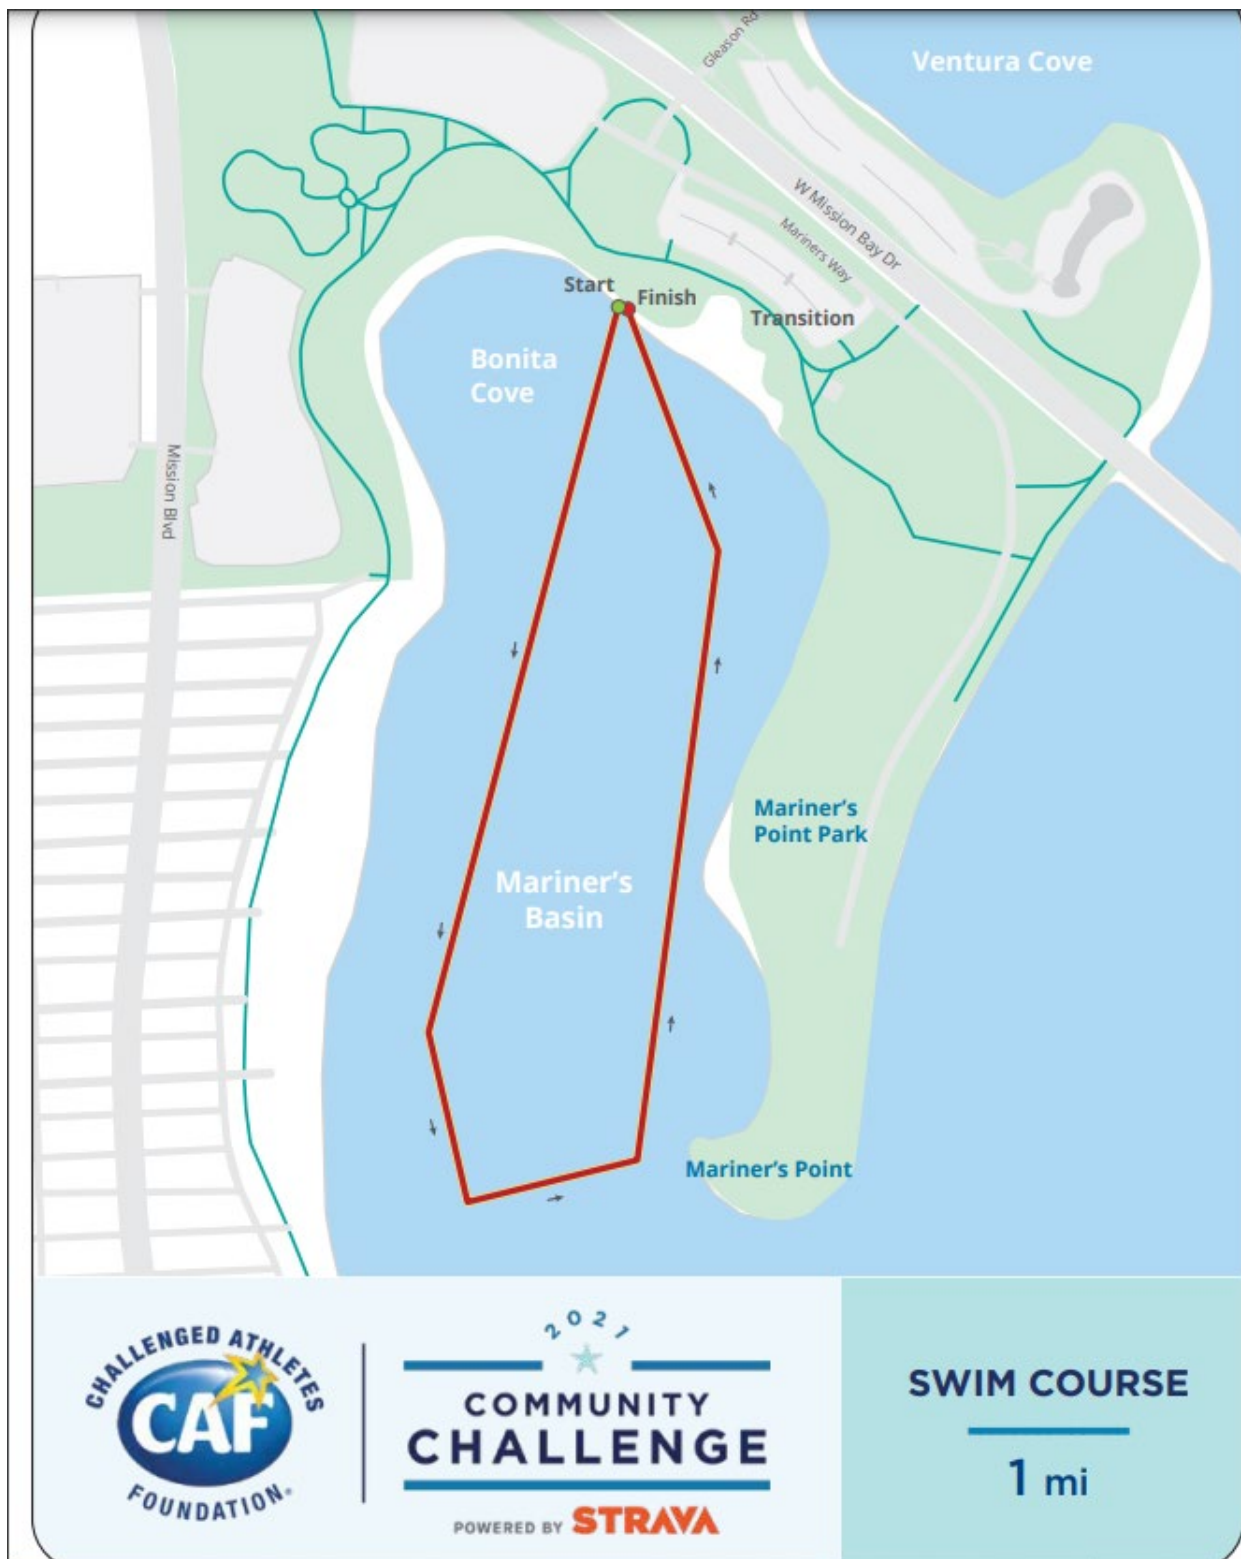 Gleason Rd
Ventura Cove
W Mission Bay Dr
Mariners Way
Start
Finish
Transition
Bonita
Cove
Mission Blvd
Mariner's
Point Park
Mariner's
Basin
Mariner's Point
CHALLENGED ATHLETES
CAF
FOUNDATION®
2021
COMMUNITY
CHALLENGE
POWERED BY STRAVA
SWIM COURSE
1 mi